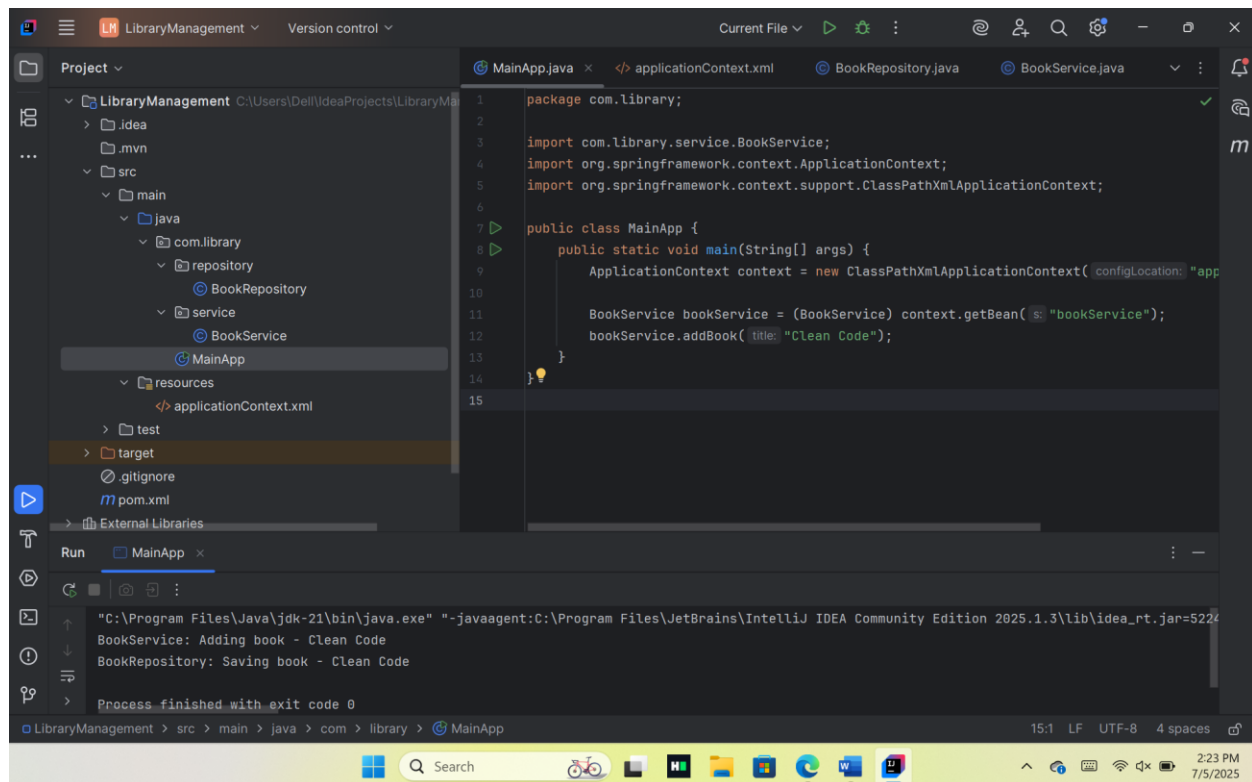 LM LibraryManagement Version control Current File
Project
MainApp.java applicationContext.xml BookRepository.java BookService.java
LibraryManagement C:\Users\Dell\IdeaProjects\LibraryMa
.idea
.mvn
src
main
java
com.library
repository
BookRepository
service
BookService
MainApp
resources
applicationContext.xml
test
target
.gitignore
pom.xml
External Libraries
1 package com.library;
2
3 import com.library.service.BookService;
4 import org.springframework.context.ApplicationContext;
5 import org.springframework.context.support.ClassPathXmlApplicationContext;
6
7 public class MainApp {
8 public static void main(String[] args) {
9 ApplicationContext context = new ClassPathXmlApplicationContext( configLocation: "app
10
11 BookService bookService = (BookService) context.getBean( s: "bookService");
12 bookService.addBook( title: "Clean Code");
13 }
14 }
15
Run MainApp
"C:\Program Files\Java\jdk-21\bin\java.exe" "-javaagent:C:\Program Files\JetBrains\IntelliJ IDEA Community Edition 2025.1.3\lib\idea_rt.jar=5224
BookService: Adding book - Clean Code
BookRepository: Saving book - Clean Code
Process finished with exit code 0
LibraryManagement > src > main > java > com > library > MainApp 15:1 LF UTF-8 4 spaces
Search 2:23 PM
7/5/2025